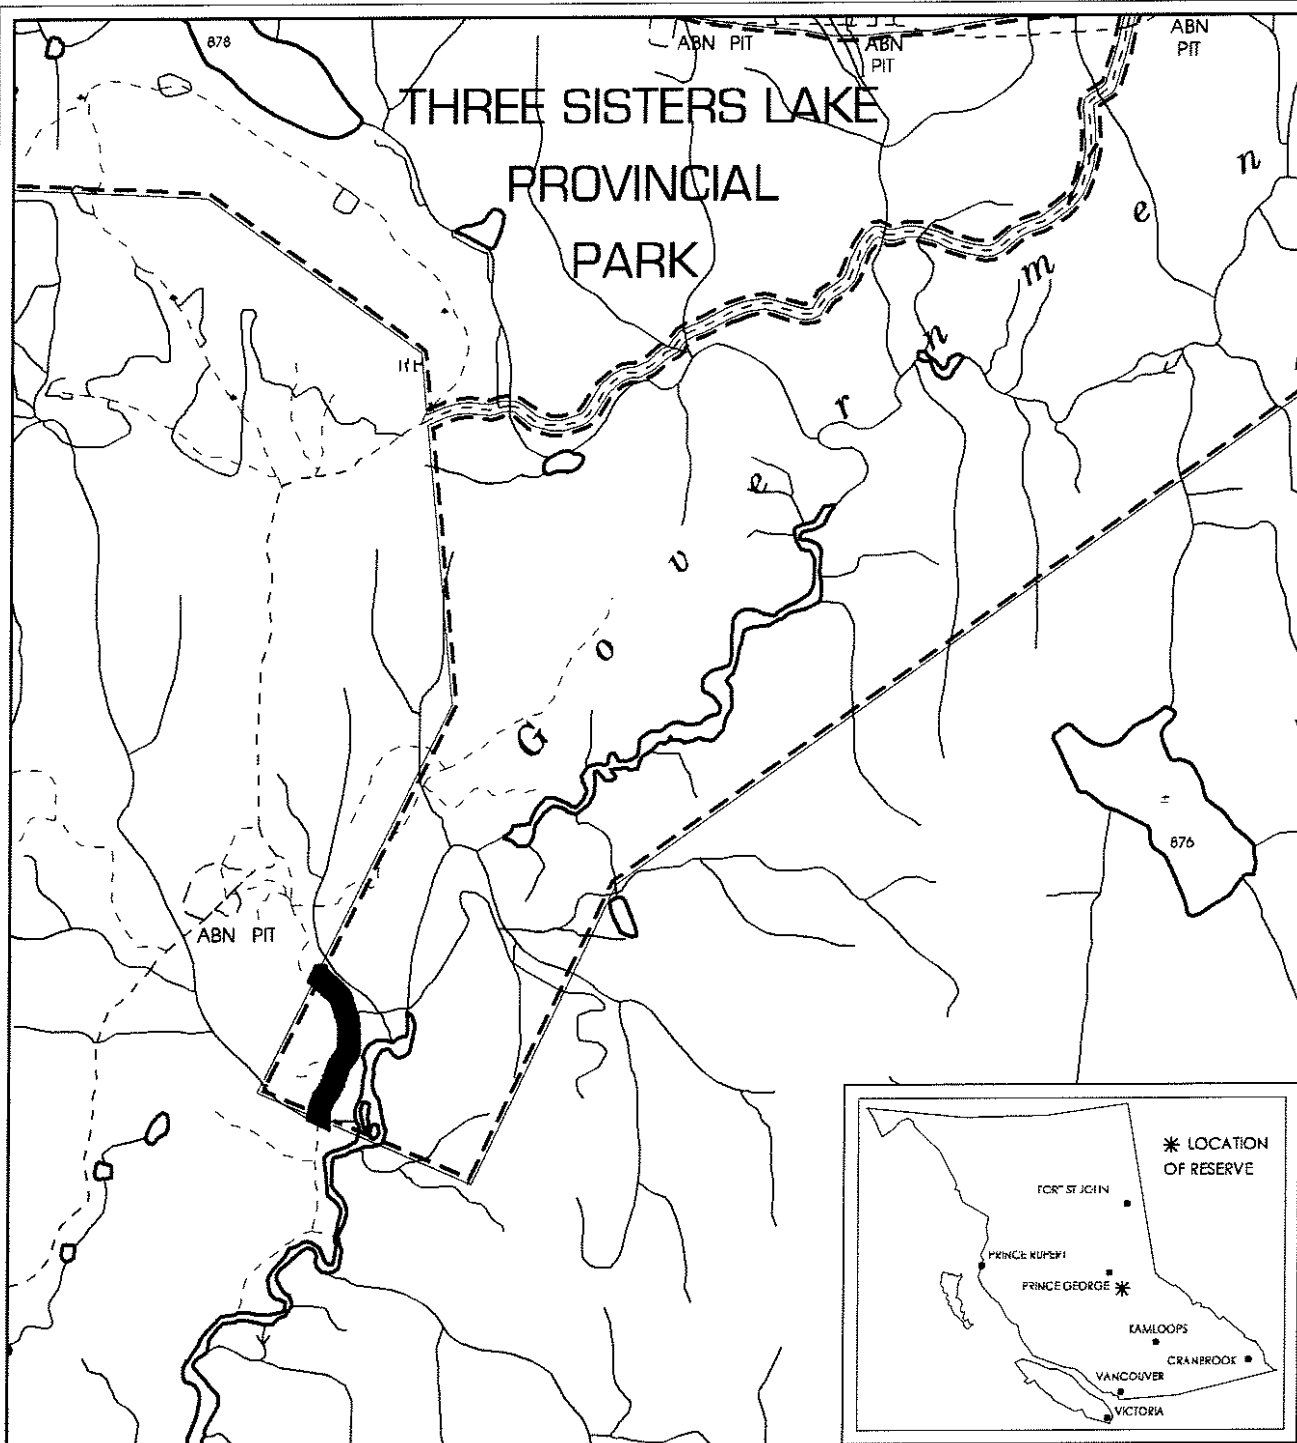 878
ABN PIT
ABN
PIT
ABN
PIT
THREE SISTERS LAKE
PROVINCIAL
PARK
Governmen
876
ABN PIT
LOCATION
OF RESERVE
FORT ST JOHN
PRINCE RUPERT
PRINCE GEORGE
KAMLOOPS
CRANBROOK
VANCOUVER
VICTORIA